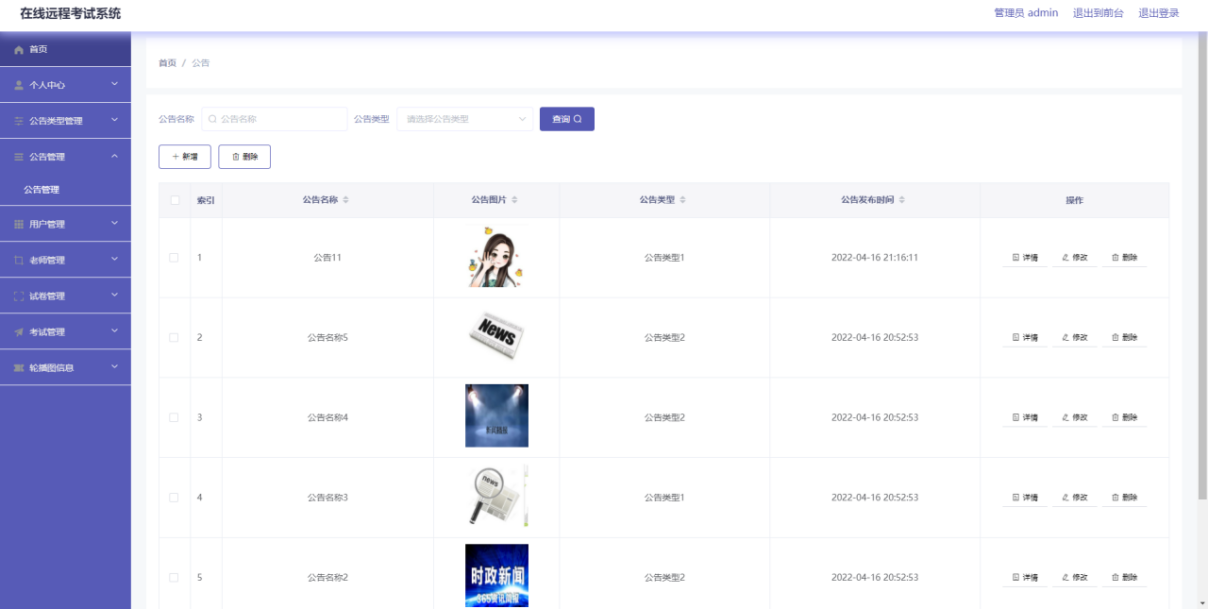 在线远程考试系统
管理员 admin 退出到前台 退出登录
首页
个人中心
公告类型管理
公告管理
公告管理
用户管理
老师管理
试卷管理
考试管理
轮播图信息
首页 / 公告
公告名称 公告名称 公告类型 请选择公告类型 查询
+ 新增 删除
索引 公告名称 公告图片 公告类型 公告发布时间 操作
1 公告11 公告类型1 2022-04-16 21:16:11 详情 修改 删除
News
2 公告名称5 公告类型2 2022-04-16 20:52:53 详情 修改 删除
3 公告名称4 公告类型2 2022-04-16 20:52:53 详情 修改 删除
news
4 公告名称3 公告类型1 2022-04-16 20:52:53 详情 修改 删除
时政新闻
5 公告名称2 公告类型2 2022-04-16 20:52:53 详情 修改 删除